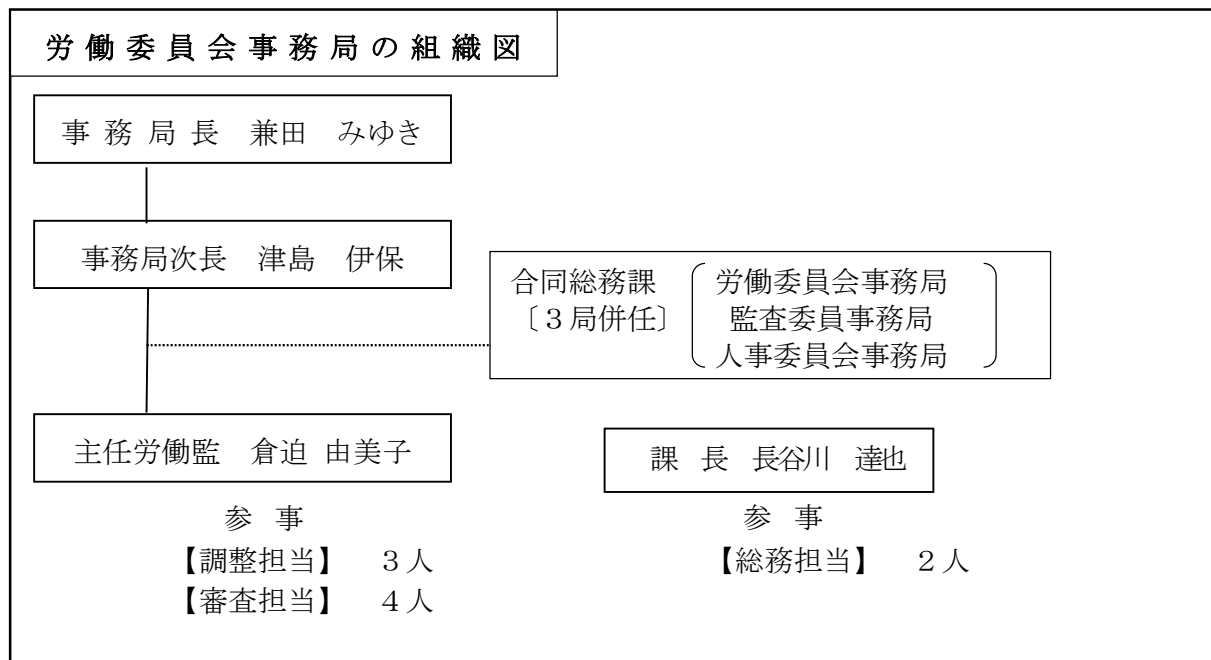 労働委員会事務局の組織図
事務局長　兼田　みゆき
事務局次長　津島　伊保
合同総務課
〔３局併任〕
労働委員会事務局
監査委員事務局
人事委員会事務局
主任労働監　倉迫 由美子
課　長　長谷川　達也
参　事
【調整担当】　３人
【審査担当】　４人
参　事
【総務担当】　２人